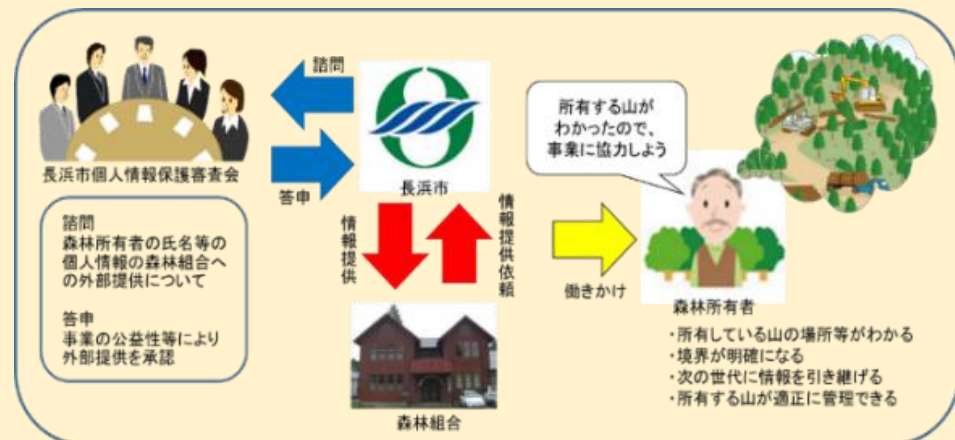 諮問
答申
長浜市個人情報保護審査会
長浜市
諮問
森林所有者の氏名等の
個人情報の森林組合へ
の外部提供について
答申
事業の公益性等により
外部提供を承認
情報提供
情報提供依頼
森林組合
働きかけ
所有する山が
わかったので、
事業に協力しよう
森林所有者
・所有している山の場所等がわかる
・境界が明確になる
・次の世代に情報を引き継げる
・所有する山が適正に管理できる